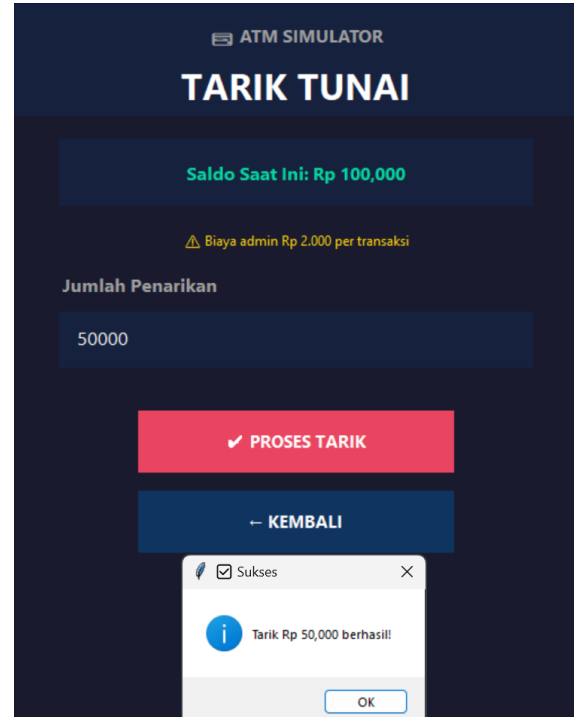 ATM SIMULATOR
TARIK TUNAI
Saldo Saat Ini: Rp 100,000
⚠ Biaya admin Rp 2.000 per transaksi
Jumlah Penarikan
50000
✔ PROSES TARIK
← KEMBALI
Sukses
Tarik Rp 50,000 berhasil!
OK